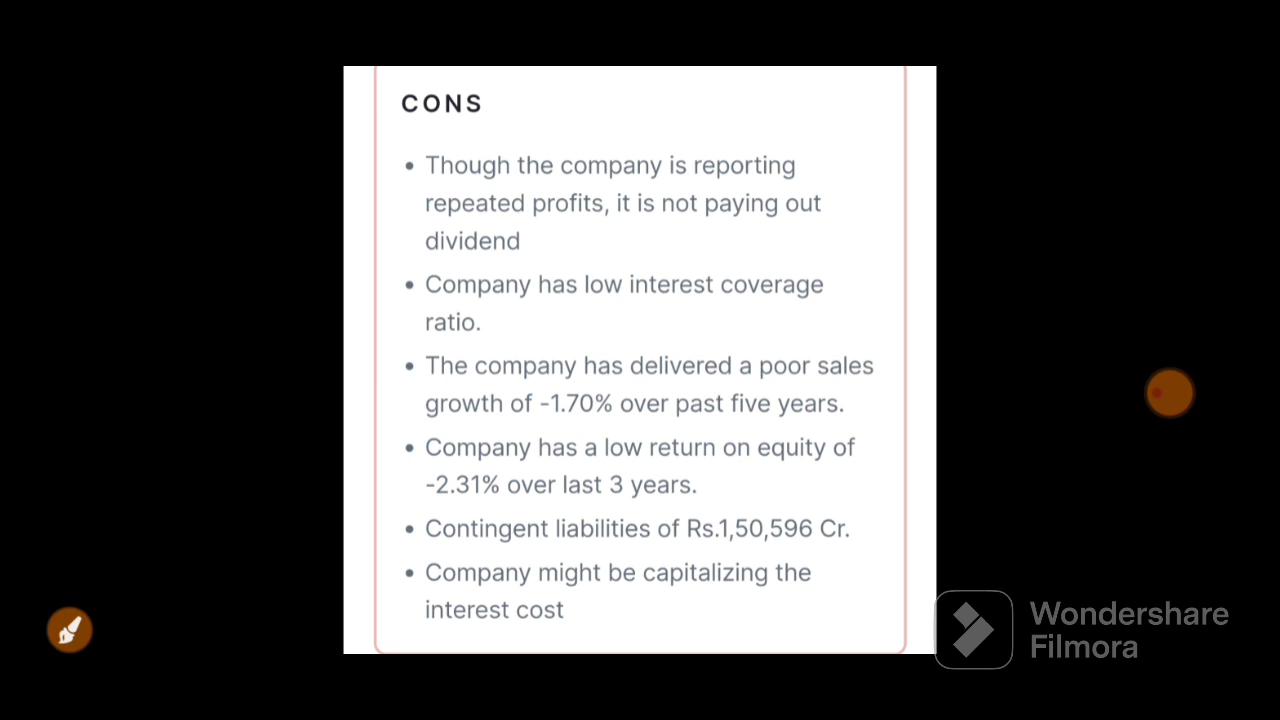 CONS
• Though the company is reporting
repeated profits, it is not paying out
dividend
• Company has low interest coverage
ratio.
• The company has delivered a poor sales
growth of -1.70% over past five years.
• Company has a low return on equity of
-2.31% over last 3 years.
• Contingent liabilities of Rs.1,50,596 Cr.
• Company might be capitalizing the
interest cost
Wondershare
Filmora